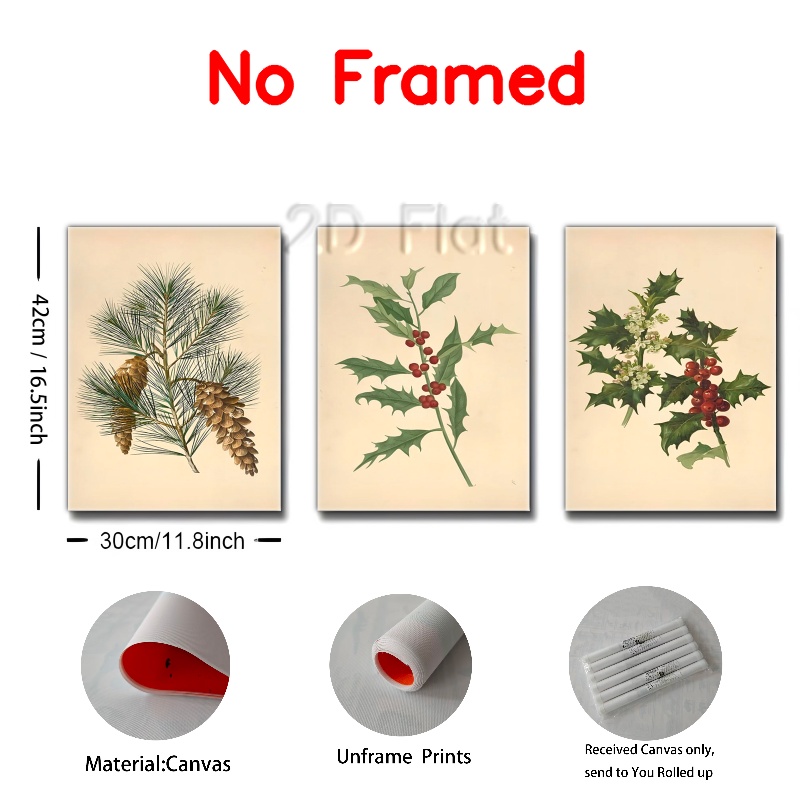 No Framed
2.D Flat
42cm / 16.5inch
30cm/11.8inch
Material:Canvas
Unframe Prints
Received Canvas only,
send to You Rolled up